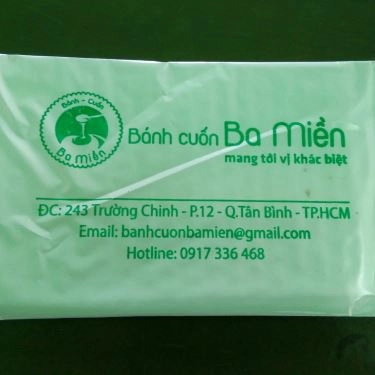 Bánh - Cuốn
Ba Miền
Bánh cuốn Ba Miền
mang tới vị khác biệt
ĐC: 243 Trường Chinh - P.12 - Q.Tân Bình - TP.HCM
Email: banhcuonbamien@gmail.com
Hotline: 0917 336 468